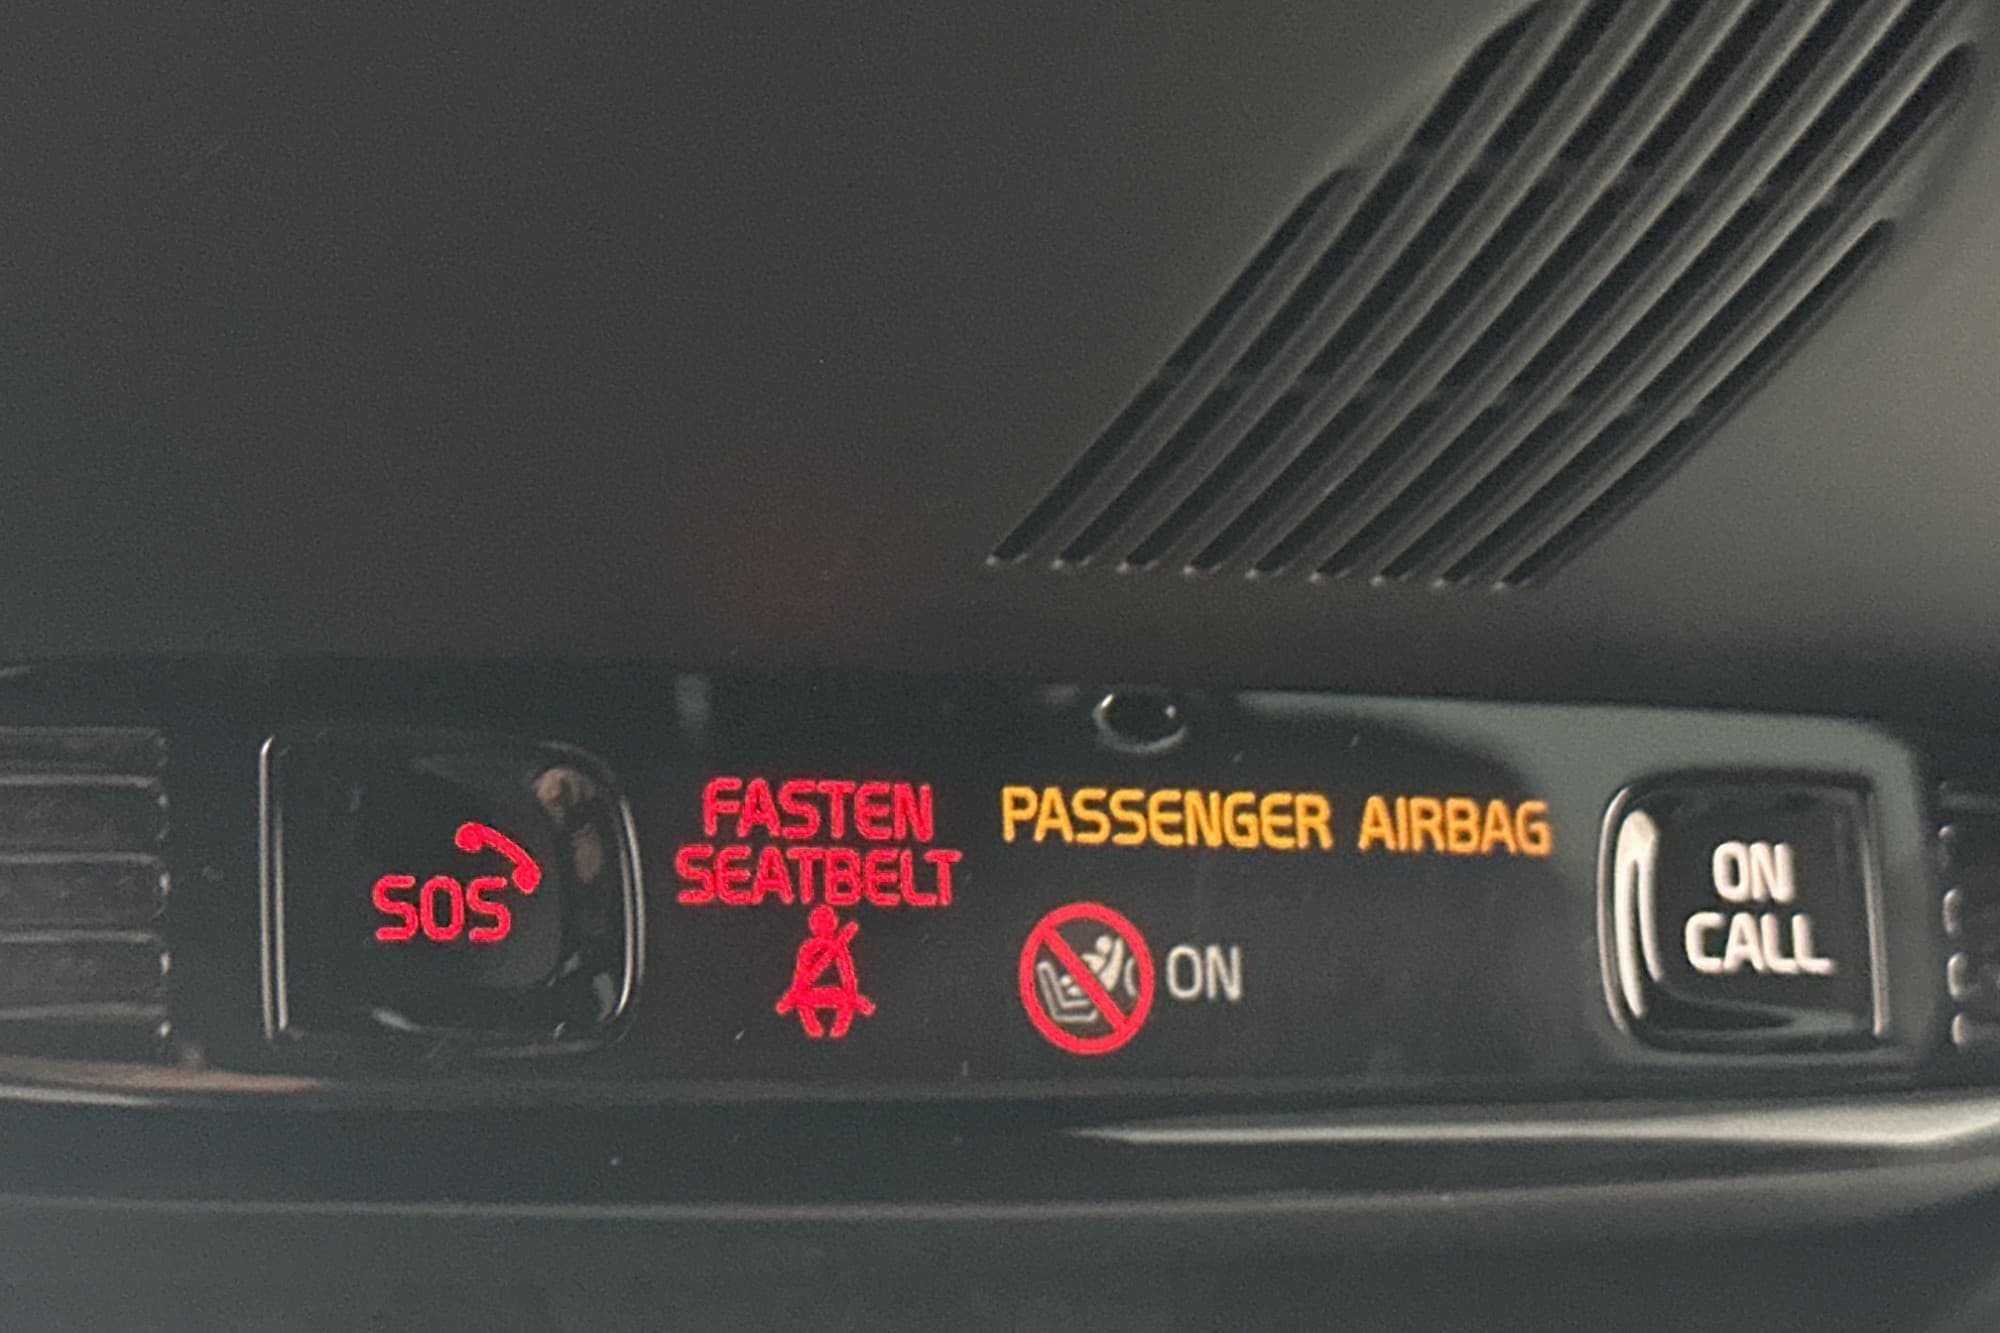 SOS
FASTEN
SEATBELT
PASSENGER AIRBAG
ON
ON
CALL